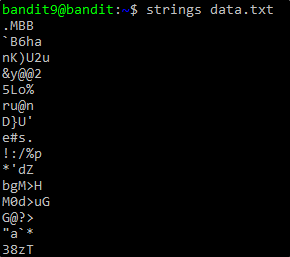 bandit9@bandit:~$ strings data.txt
.MBB
`B6ha
nK)U2u
&y@@2
5Lo%
ru@n
D}U'
e#s.
!:/%p
*'dZ
bgM>H
M0d>uG
G@?>
"a`*
38zT